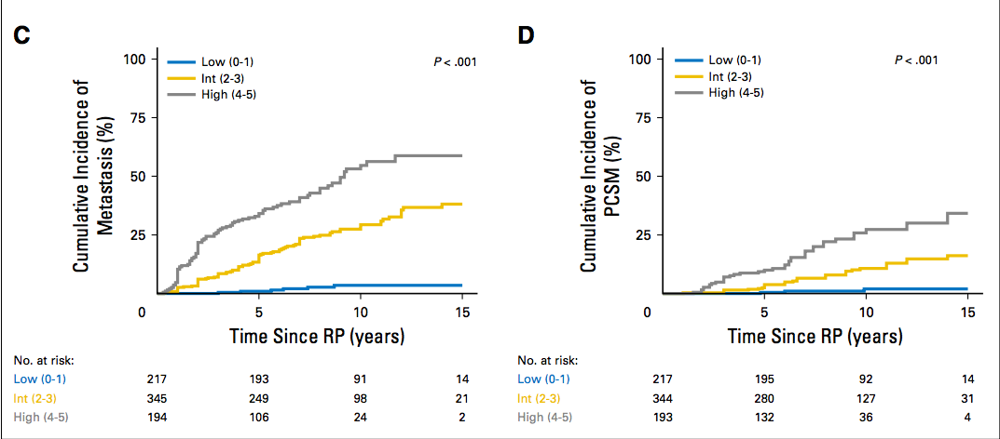 C
Cumulative Incidence of
Metastasis (%)
100
75
50
25
0
5
10
15
Low (0-1)
Int (2-3)
High (4-5)
P < .001
Time Since RP (years)
No. at risk:
Low (0-1) 217 193 91 14
Int (2-3) 345 249 98 21
High (4-5) 194 106 24 2
D
Cumulative Incidence of
PCSM (%)
100
75
50
25
0
5
10
15
Low (0-1)
Int (2-3)
High (4-5)
P < .001
Time Since RP (years)
No. at risk:
Low (0-1) 217 195 92 14
Int (2-3) 344 280 127 31
High (4-5) 193 132 36 4